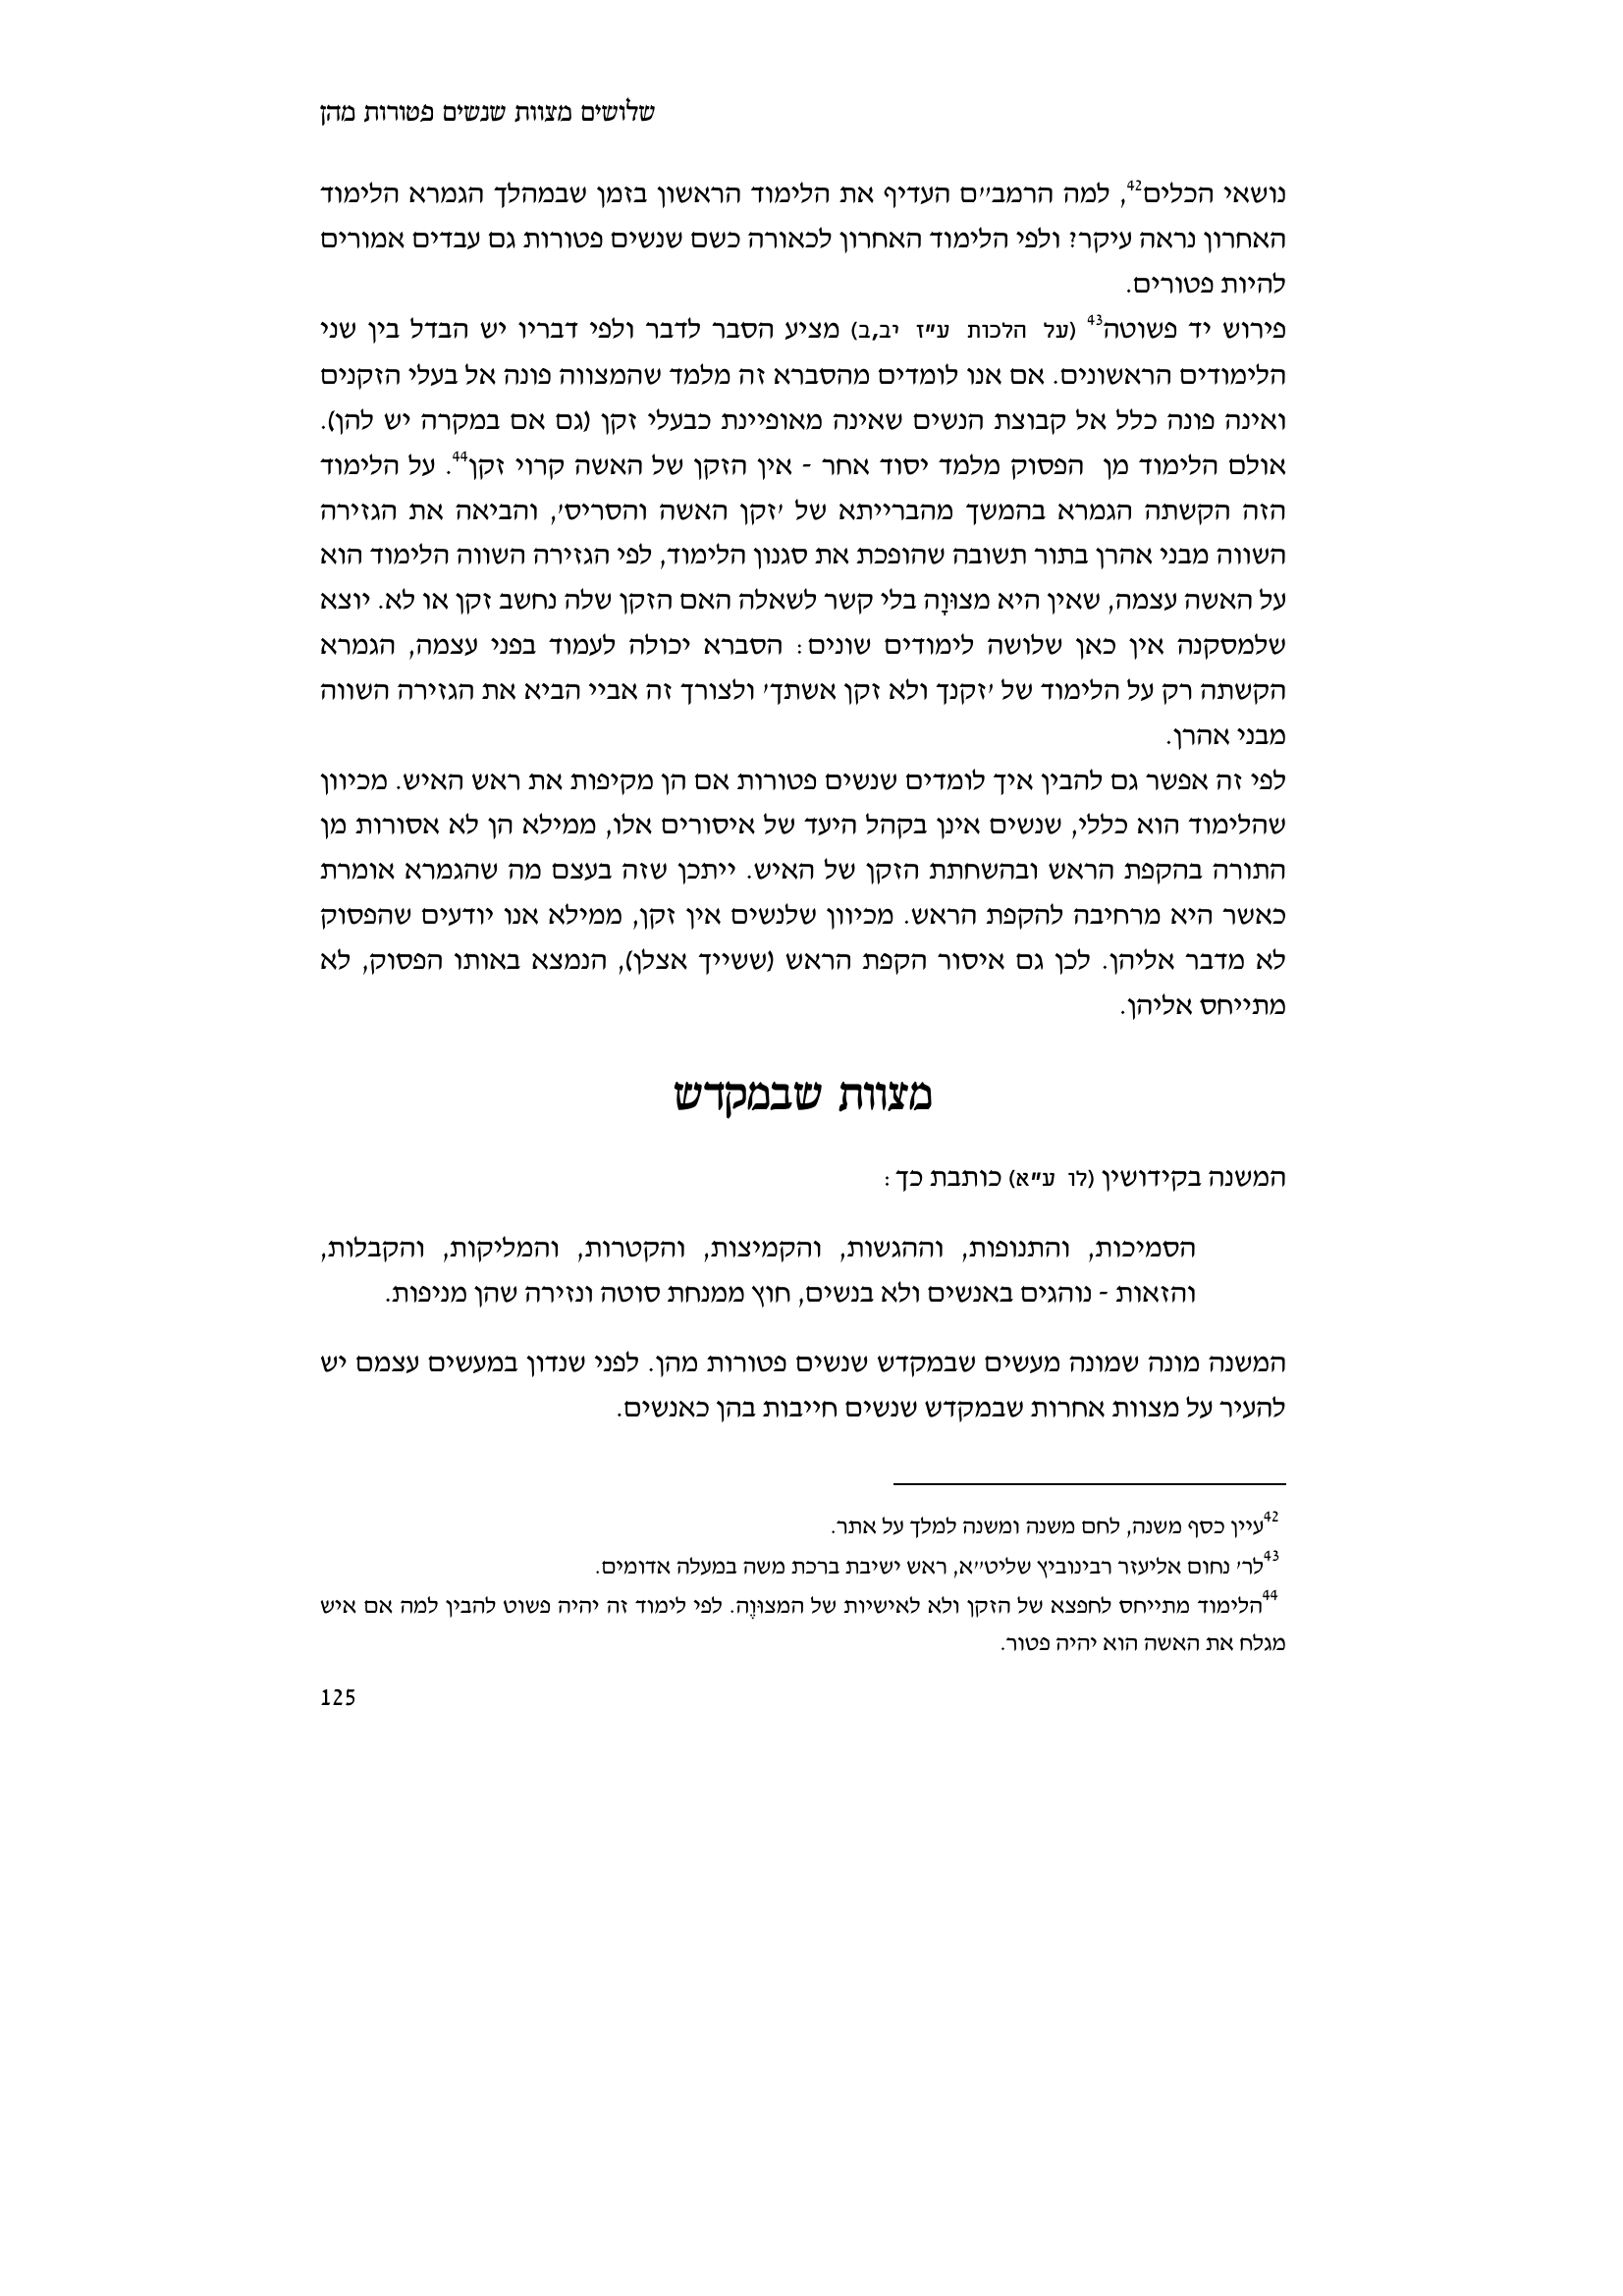 שלושים מצוות שנשים פטורות מהן
נושאי הכלים42, למה הרמב''ם העדיף את הלימוד הראשון בזמן שבמהלך הגמרא הלימוד
האחרון נראה עיקר? ולפי הלימוד האחרון לכאורה כשם שנשים פטורות גם עבדים אמורים
להיות פטורים.
פירוש יד פשוטה43 (על הלכות ע"ז יב,ב) מציע הסבר לדבר ולפי דבריו יש הבדל בין שני
הלימודים הראשונים. אם אנו לומדים מהסברא זה מלמד שהמצווה פונה אל בעלי הזקנים
ואינה פונה כלל אל קבוצת הנשים שאינה מאופיינת כבעלי זקן (גם אם במקרה יש להן).
אולם הלימוד מן הפסוק מלמד יסוד אחר - אין הזקן של האשה קרוי זקן44. על הלימוד
הזה הקשתה הגמרא בהמשך מהברייתא של 'זקן האשה והסריס', והביאה את הגזירה
השווה מבני אהרן בתור תשובה שהופכת את סגנון הלימוד, לפי הגזירה השווה הלימוד הוא
על האשה עצמה, שאין היא מצוּוָה בלי קשר לשאלה האם הזקן שלה נחשב זקן או לא. יוצא
שלמסקנה אין כאן שלושה לימודים שונים: הסברא יכולה לעמוד בפני עצמה, הגמרא
הקשתה רק על הלימוד של 'זקנך ולא זקן אשתך' ולצורך זה אביי הביא את הגזירה השווה
מבני אהרן.
לפי זה אפשר גם להבין איך לומדים שנשים פטורות אם הן מקיפות את ראש האיש. מכיוון
שהלימוד הוא כללי, שנשים אינן בקהל היעד של איסורים אלו, ממילא הן לא אסורות מן
התורה בהקפת הראש ובהשחתת הזקן של האיש. ייתכן שזה בעצם מה שהגמרא אומרת
כאשר היא מרחיבה להקפת הראש. מכיוון שלנשים אין זקן, ממילא אנו יודעים שהפסוק
לא מדבר אליהן. לכן גם איסור הקפת הראש (ששייך אצלן), הנמצא באותו הפסוק, לא
מתייחס אליהן.
מצוות שבמקדש
המשנה בקידושין (לו ע"א) כותבת כך:
הסמיכות, והתנופות, וההגשות, והקמיצות, והקטרות, והמליקות, והקבלות,
והזאות - נוהגים באנשים ולא בנשים, חוץ ממנחת סוטה ונזירה שהן מניפות.
המשנה מונה שמונה מעשים שבמקדש שנשים פטורות מהן. לפני שנדון במעשים עצמם יש
להעיר על מצוות אחרות שבמקדש שנשים חייבות בהן כאנשים.
42עיין כסף משנה, לחם משנה ומשנה למלך על אתר.
43לר' נחום אליעזר רבינוביץ שליט''א, ראש ישיבת ברכת משה במעלה אדומים.
44הלימוד מתייחס לחפצא של הזקן ולא לאישיות של המצוּוֶה. לפי לימוד זה יהיה פשוט להבין למה אם איש
מגלח את האשה הוא יהיה פטור.
125